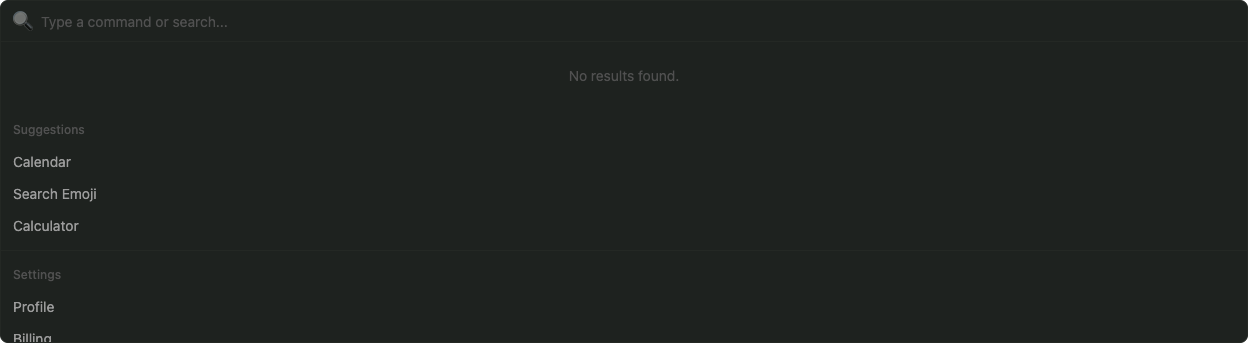 Type a command or search...
No results found.
Suggestions
Calendar
Search Emoji
Calculator
Settings
Profile
Billing